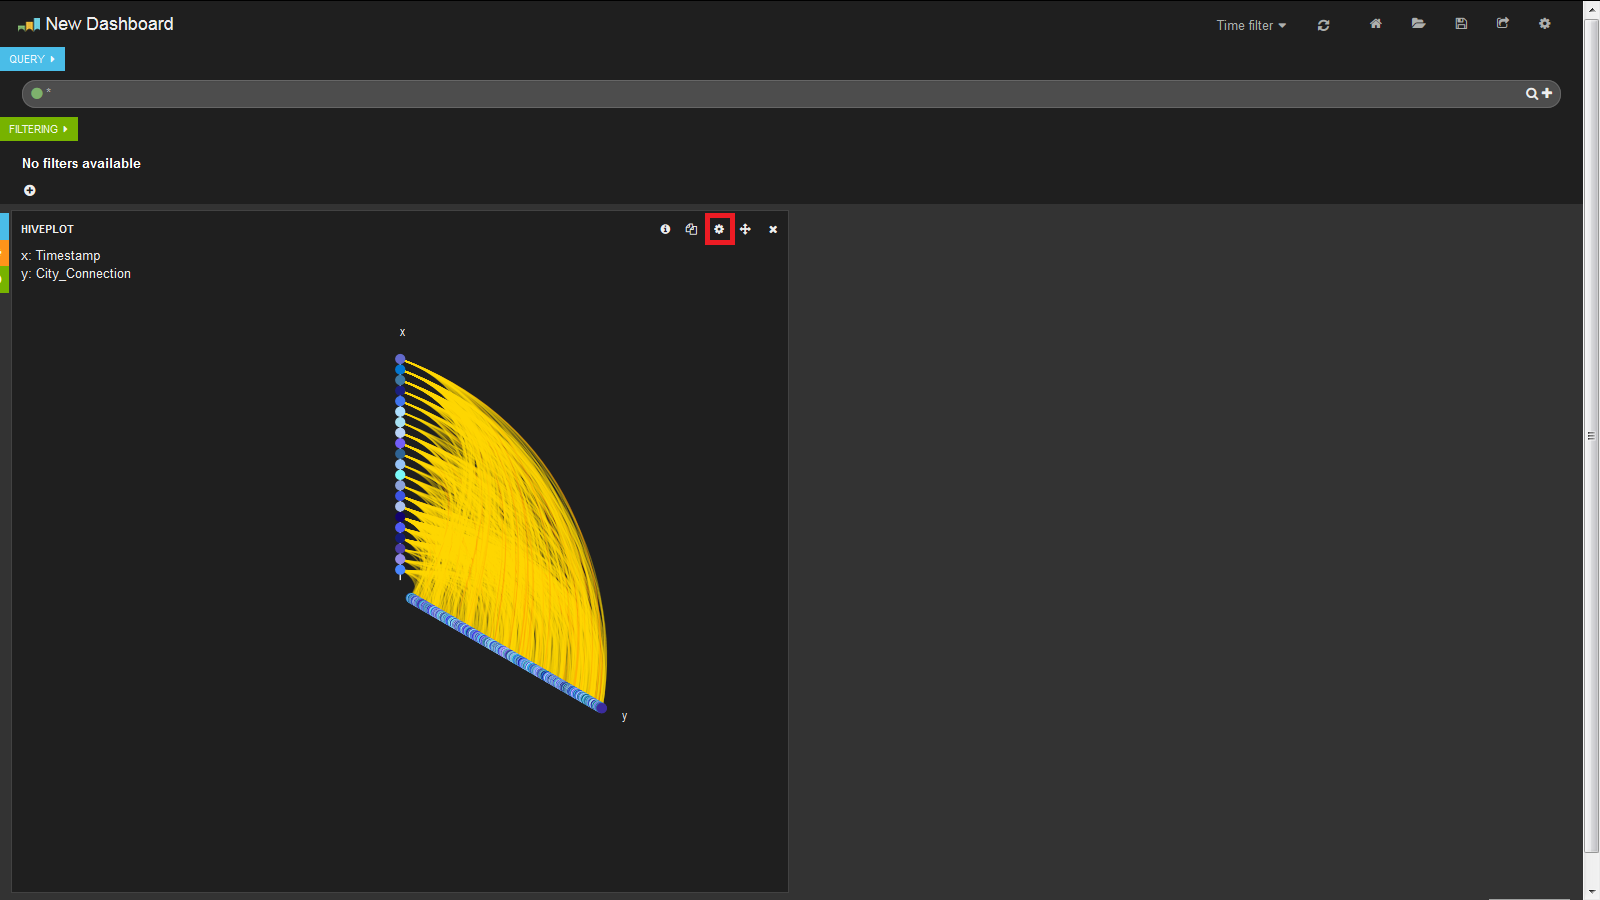 New Dashboard
Time filter
QUERY
*
FILTERING
No filters available
HIVEPLOT
x: Timestamp
y: City_Connection
x
y